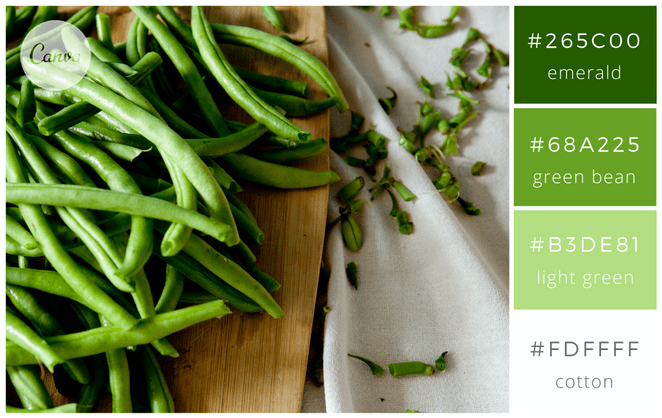 Canva
#265C00
emerald
#68A225
green bean
#B3DE81
light green
#FDFFFF
cotton